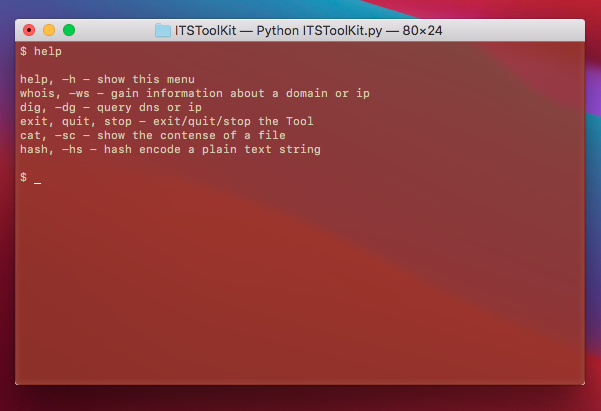 ITSToolKit — Python ITSToolKit.py — 80×24
$ help
help, –h – show this menu
whois, –ws – gain information about a domain or ip
dig, –dg – query dns or ip
exit, quit, stop – exit/quit/stop the Tool
cat, –sc – show the contense of a file
hash, –hs – hash encode a plain text string
$ _